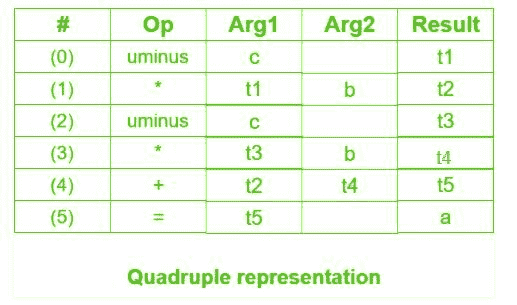 # Op Arg1 Arg2 Result
(0) uminus c t1
(1) * t1 b t2
(2) uminus c t3
(3) * t3 b t4
(4) + t2 t4 t5
(5) = t5 a
Quadruple representation